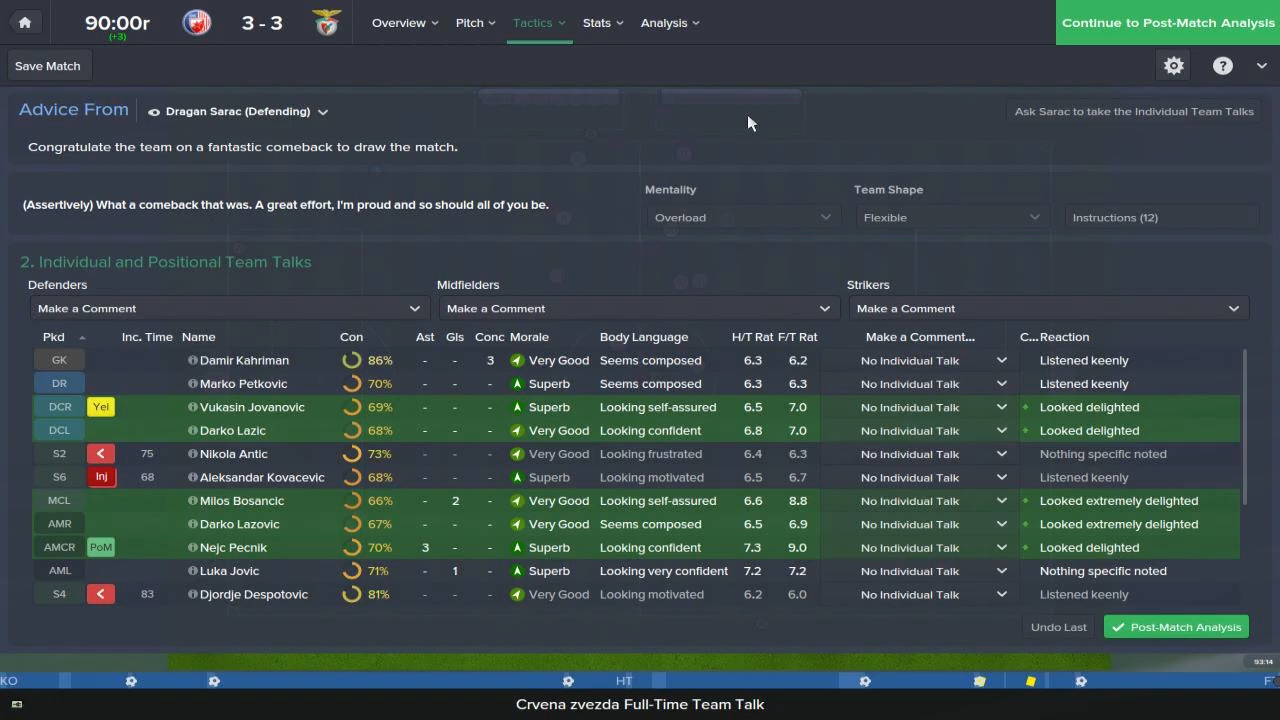 90:00r
(+3)
3 - 3
Overview
Pitch
Tactics
Stats
Analysis
Continue to Post-Match Analysis
Save Match
?
Advice From
Dragan Sarac (Defending)
Ask Sarac to take the Individual Team Talks
Congratulate the team on a fantastic comeback to draw the match.
(Assertively) What a comeback that was. A great effort, I'm proud and so should all of you be.
Mentality
Team Shape
Overload
Flexible
Instructions (12)
2. Individual and Positional Team Talks
Defenders
Midfielders
Strikers
Make a Comment
Make a Comment
Make a Comment
Pkd Inc. Time Name Con Ast Gls Conc Morale Body Language H/T Rat F/T Rat Make a Comment... C... Reaction
GK Damir Kahriman 86% - - 3 Very Good Seems composed 6.3 6.2 No Individual Talk Listened keenly
DR Marko Petkovic 70% - - - Superb Seems composed 6.3 6.3 No Individual Talk Listened keenly
DCR Yel Vukasin Jovanovic 69% - - - Superb Looking self-assured 6.5 7.0 No Individual Talk Looked delighted
DCL Darko Lazic 68% - - - Very Good Looking confident 6.8 7.0 No Individual Talk Looked delighted
S2 75 Nikola Antic 73% - - - Very Good Looking frustrated 6.4 6.3 No Individual Talk Nothing specific noted
S6 Inj 68 Aleksandar Kovacevic 68% - - - Superb Looking motivated 6.5 6.7 No Individual Talk Listened keenly
MCL Milos Bosancic 66% - 2 - Very Good Looking self-assured 6.6 8.8 No Individual Talk Looked extremely delighted
AMR Darko Lazovic 67% - - - Very Good Seems composed 6.5 6.9 No Individual Talk Looked extremely delighted
AMCR PoM Nejc Pecnik 70% 3 - - Superb Looking confident 7.3 9.0 No Individual Talk Looked delighted
AML Luka Jovic 71% - 1 - Superb Looking very confident 7.2 7.2 No Individual Talk Nothing specific noted
S4 83 Djordje Despotovic 81% - - - Very Good Looking motivated 6.2 6.0 No Individual Talk Listened keenly
Undo Last
Post-Match Analysis
93:14
KO
HT
FT
Crvena zvezda Full-Time Team Talk